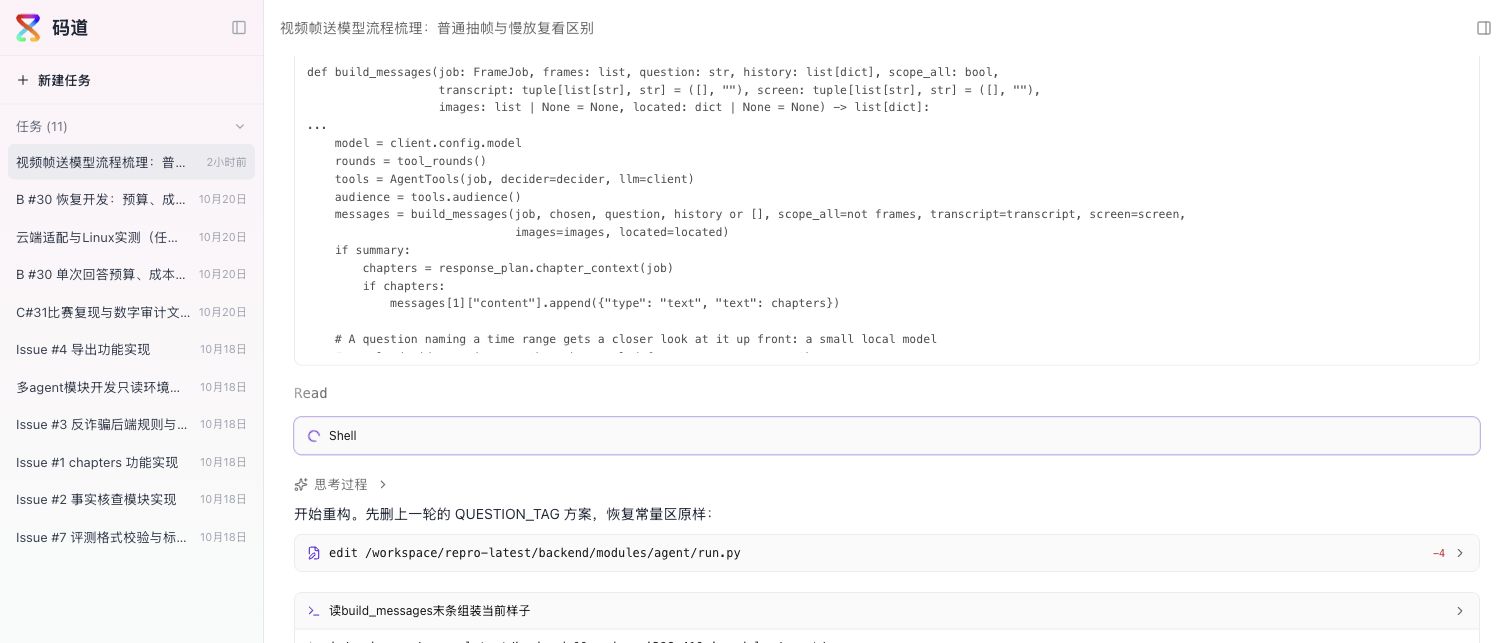 码道
视频帧送模型流程梳理：普通抽帧与慢放复看区别
新建任务
任务 (11)
视频帧送模型流程梳理：普... 2小时前
B #30 恢复开发：预算、成... 10月20日
云端适配与Linux实测（任... 10月20日
B #30 单次回答预算、成本... 10月20日
C#31比赛复现与数字审计文... 10月20日
Issue #4 导出功能实现 10月18日
多agent模块开发只读环境... 10月18日
Issue #3 反诈骗后端规则与... 10月18日
Issue #1 chapters 功能实现 10月18日
Issue #2 事实核查模块实现 10月18日
Issue #7 评测格式校验与标... 10月18日
def build_messages(job: FrameJob, frames: list, question: str, history: list[dict], scope_all: bool,
transcript: tuple[list[str], str] = ([], ""), screen: tuple[list[str], str] = ([], ""),
images: list | None = None, located: dict | None = None) -> list[dict]:
...
model = client.config.model
rounds = tool_rounds()
tools = AgentTools(job, decider=decider, llm=client)
audience = tools.audience()
messages = build_messages(job, chosen, question, history or [], scope_all=not frames, transcript=transcript, screen=screen,
images=images, located=located)
if summary:
chapters = response_plan.chapter_context(job)
if chapters:
messages[1]["content"].append({"type": "text", "text": chapters})
# A question naming a time range gets a closer look at it up front: a small local model
Read
Shell
思考过程
开始重构。先删上一轮的 QUESTION_TAG 方案，恢复常量区原样：
edit /workspace/repro-latest/backend/modules/agent/run.py −4
读build_messages末条组装当前样子